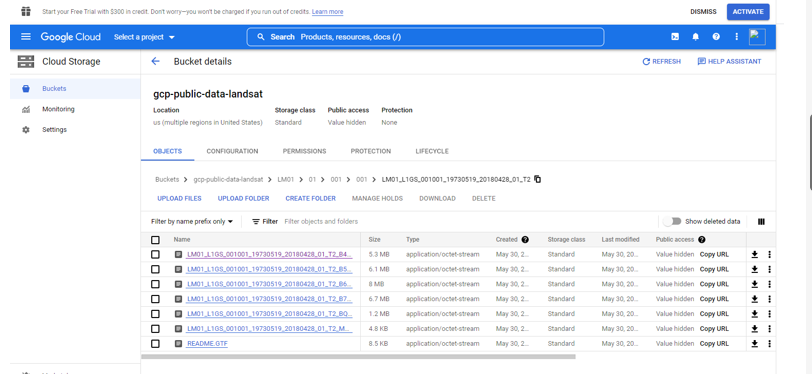 Start your Free Trial with $300 in credit. Don't worry—you won't be charged if you run out of credits. Learn more DISMISS ACTIVATE
Google Cloud Select a project Search Products, resources, docs (/)
Cloud Storage Bucket details REFRESH HELP ASSISTANT
Buckets
Monitoring
Settings
gcp-public-data-landsat
Location Storage class Public access Protection
us (multiple regions in United States) Standard Value hidden None
OBJECTS CONFIGURATION PERMISSIONS PROTECTION LIFECYCLE
Buckets > gcp-public-data-landsat > LM01 > 01 > 001 > 001 > LM01_L1GS_001001_19730519_20180428_01_T2
UPLOAD FILES UPLOAD FOLDER CREATE FOLDER MANAGE HOLDS DOWNLOAD DELETE
Filter by name prefix only Filter Filter objects and folders Show deleted data
Name Size Type Created Storage class Last modified Public access
LM01_L1GS_001001_19730519_20180428_01_T2_B4... 5.3 MB application/octet-stream May 30, 2... Standard May 30, 20... Value hidden Copy URL
LM01_L1GS_001001_19730519_20180428_01_T2_B5... 6.1 MB application/octet-stream May 30, 2... Standard May 30, 20... Value hidden Copy URL
LM01_L1GS_001001_19730519_20180428_01_T2_B6... 8 MB application/octet-stream May 30, 2... Standard May 30, 20... Value hidden Copy URL
LM01_L1GS_001001_19730519_20180428_01_T2_B7... 6.7 MB application/octet-stream May 30, 2... Standard May 30, 20... Value hidden Copy URL
LM01_L1GS_001001_19730519_20180428_01_T2_BQ... 1.2 MB application/octet-stream May 30, 2... Standard May 30, 20... Value hidden Copy URL
LM01_L1GS_001001_19730519_20180428_01_T2_M... 4.8 KB application/octet-stream May 30, 2... Standard May 30, 20... Value hidden Copy URL
README.GTF 8.5 KB application/octet-stream May 30, 2... Standard May 30, 20... Value hidden Copy URL